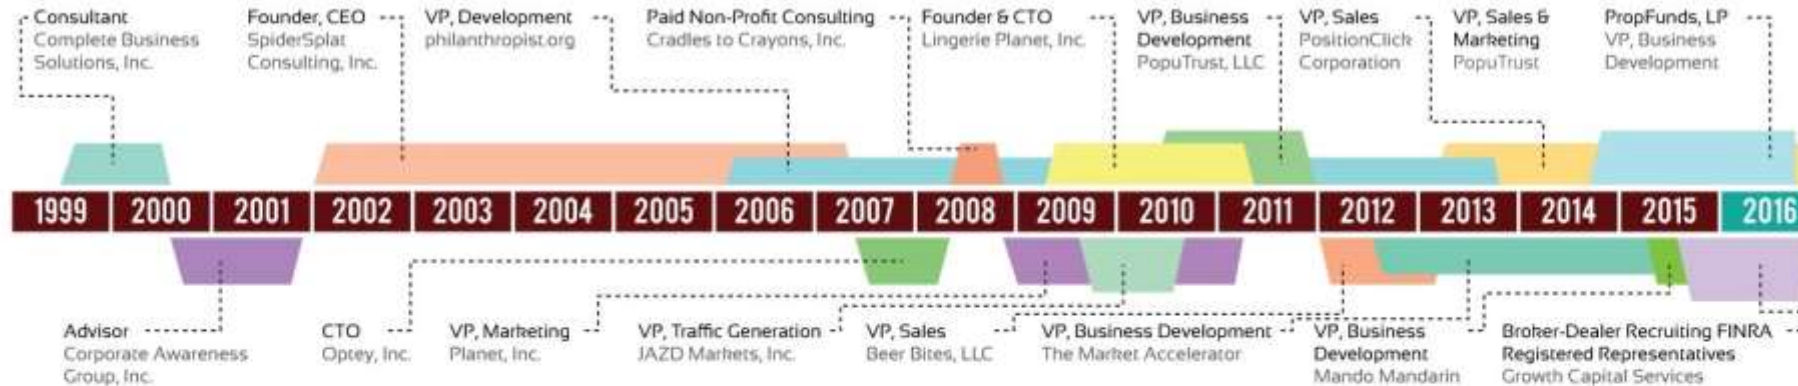 Consultant
Complete Business
Solutions, Inc.
Founder, CEO
SpiderSplat
Consulting, Inc.
VP, Development
philanthropist.org
Paid Non-Profit Consulting
Cradles to Crayons, Inc.
Founder & CTO
Lingerie Planet, Inc.
VP, Business
Development
PopuTrust, LLC
VP, Sales
PositionClick
Corporation
VP, Sales &
Marketing
PopuTrust
PropFunds, LP
VP, Business
Development
1999 2000 2001 2002 2003 2004 2005 2006 2007 2008 2009 2010 2011 2012 2013 2014 2015 2016
Advisor
Corporate Awareness
Group, Inc.
CTO
Optey, Inc.
VP, Marketing
Planet, Inc.
VP, Traffic Generation
JAZD Markets, Inc.
VP, Sales
Beer Bites, LLC
VP, Business Development
The Market Accelerator
VP, Business
Development
Mando Mandarin
Broker-Dealer Recruiting FINRA
Registered Representatives
Growth Capital Services